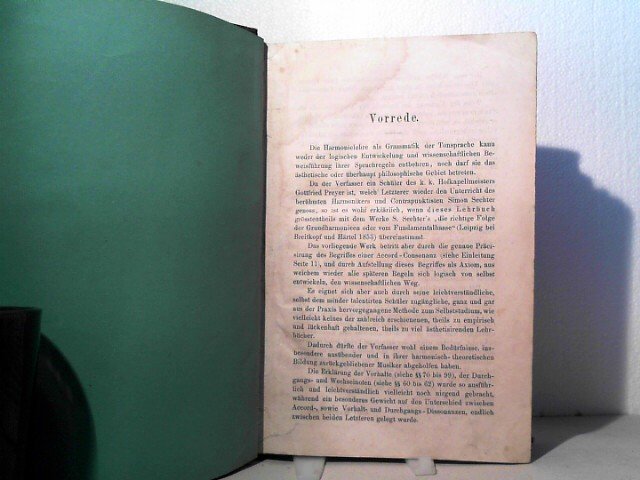 Vorrede.
Die Harmonielehre als Grammatik der Tonsprache kann
weder der logischen Entwickelung und wissenschaftlichen Be-
weisführung ihrer Sprachregeln entbehren, noch darf sie das
ästhetische oder überhaupt philosophische Gebiet betreten.
Da der Verfasser ein Schüler des k. k. Hofkapellmeisters
Gottfried Preyer ist, welch' Letzterer wieder den Unterricht des
berühmten Harmonikers und Contrapunktisten Simon Sechter
genoss, so ist es wohl erklärlich, wenn dieses Lehrbuch
grösstentheils mit dem Werke S. Sechter's „die richtige Folge
der Grundharmonieen oder vom Fundamentalbasse" (Leipzig bei
Breitkopf und Härtel 1853) übereinstimmt.
Das vorliegende Werk betritt aber durch die genaue Präci-
sirung des Begriffes einer Accord-Consonanz (siehe Einleitung
Seite 11), und durch Aufstellung dieses Begriffes als Axiom, aus
welchem wieder alle späteren Regeln sich logisch von selbst
entwickeln, den wissenschaftlichen Weg.
Es eignet sich aber auch durch seine leichtverständliche,
selbst dem minder talentirten Schüler zugängliche, ganz und gar
aus der Praxis hervorgegangene Methode zum Selbststudium, wie
vielleicht keines der zahlreich erschienenen, theils zu empirisch
und lückenhaft gehaltenen, theils zu viel ästhetisirenden Lehr-
bücher.
Dadurch dürfte der Verfasser wohl einem Bedürfnisse, ins-
besondere ausübender und in ihrer harmonisch-theoretischen
Bildung zurückgebliebener Musiker abgeholfen haben.
Die Erklärung der Vorhalte (siehe §§ 70 bis 99), der Durch-
gangs- und Wechselnoten (siehe §§ 60 bis 62) wurde so ausführ-
lich und leichtverständlich vielleicht noch nirgend gebracht,
während ein besonderes Gewicht auf den Unterschied zwischen
Accord-, sowie Vorhalt- und Durchgangs-Dissonanzen, endlich
zwischen beiden Letzteren gelegt wurde.